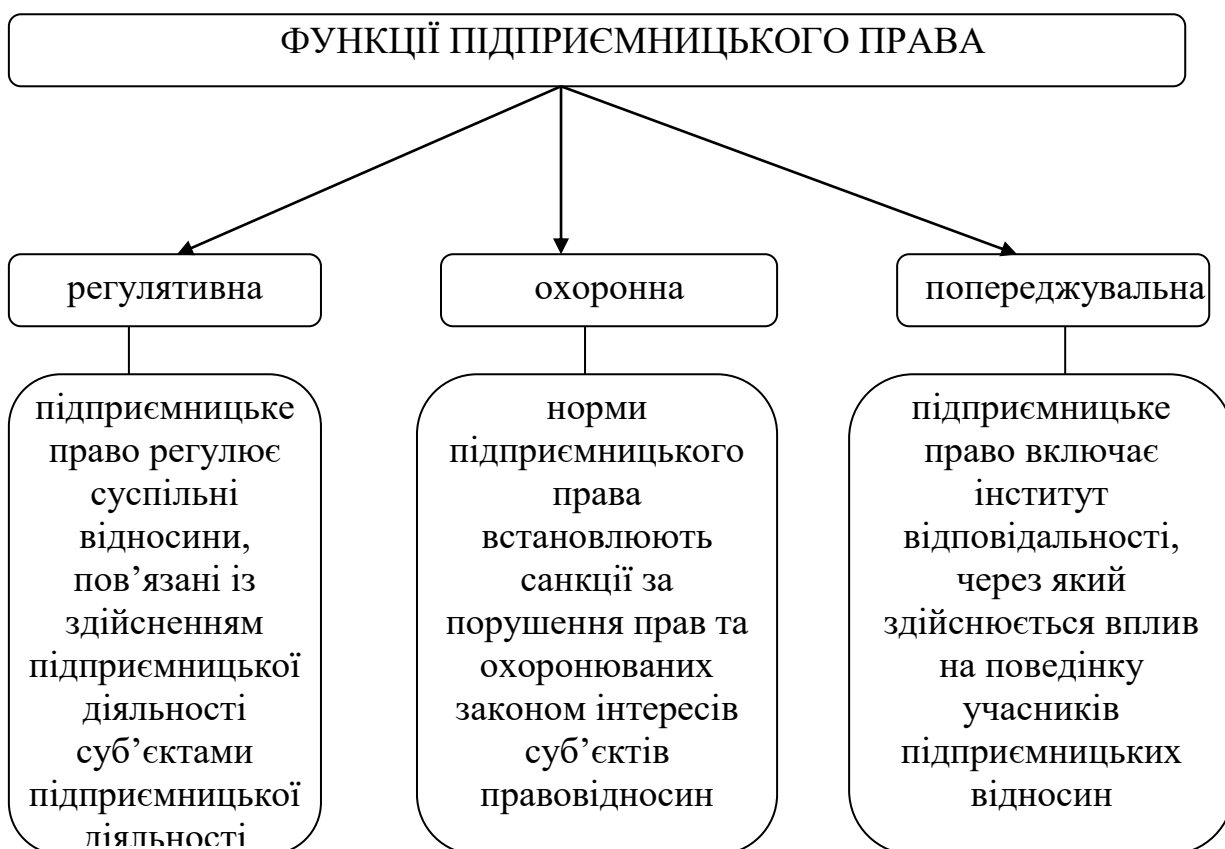 ФУНКЦІЇ ПІДПРИЄМНИЦЬКОГО ПРАВА
регулятивна
підприємницьке
право регулює
суспільні
відносини,
пов’язані із
здійсненням
підприємницької
діяльності
суб’єктами
підприємницької
діяльності
охоронна
норми
підприємницького
права
встановлюють
санкції за
порушення прав та
охоронюваних
законом інтересів
суб’єктів
правовідносин
попереджувальна
підприємницьке
право включає
інститут
відповідальності,
через який
здійснюється вплив
на поведінку
учасників
підприємницьких
відносин